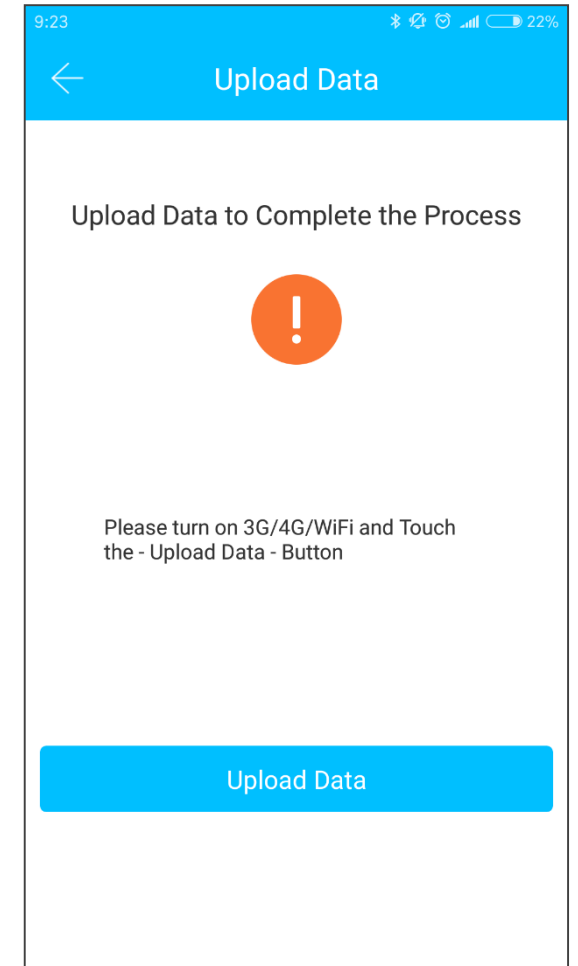 9:23 22%
Upload Data
Upload Data to Complete the Process
!
Please turn on 3G/4G/WiFi and Touch
the - Upload Data - Button
Upload Data